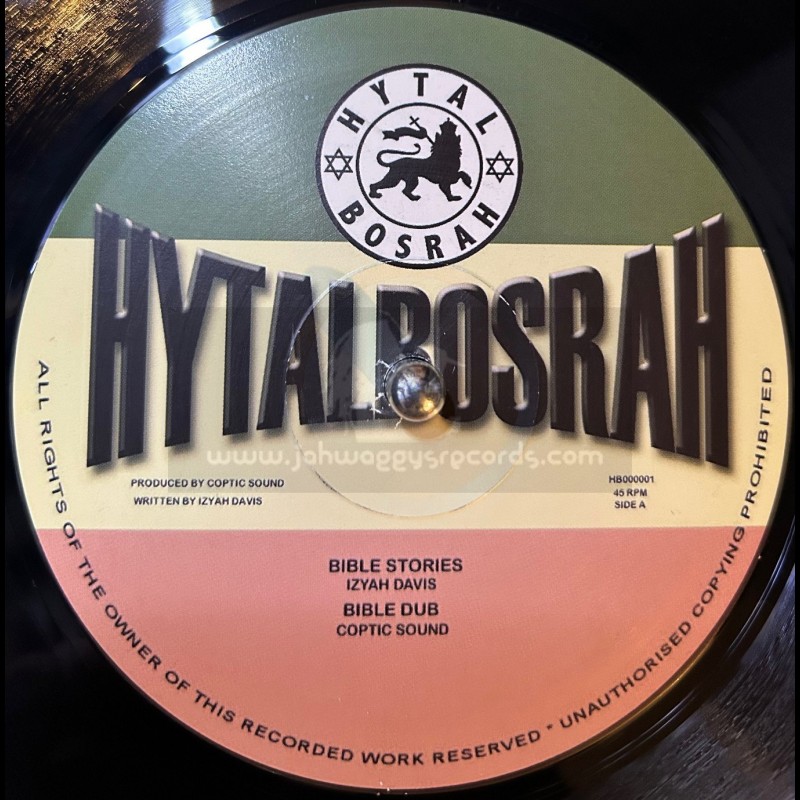 HYTAL
BOSRAH
HYTALBOSRAH
www.jahwaggysrecords.com
PRODUCED BY COPTIC SOUND
WRITTEN BY IZYAH DAVIS
HB000001
45 RPM
SIDE A
BIBLE STORIES
IZYAH DAVIS
BIBLE DUB
COPTIC SOUND
ALL RIGHTS OF THE OWNER OF THIS RECORDED WORK RESERVED * UNAUTHORISED COPYING PROHIBITED